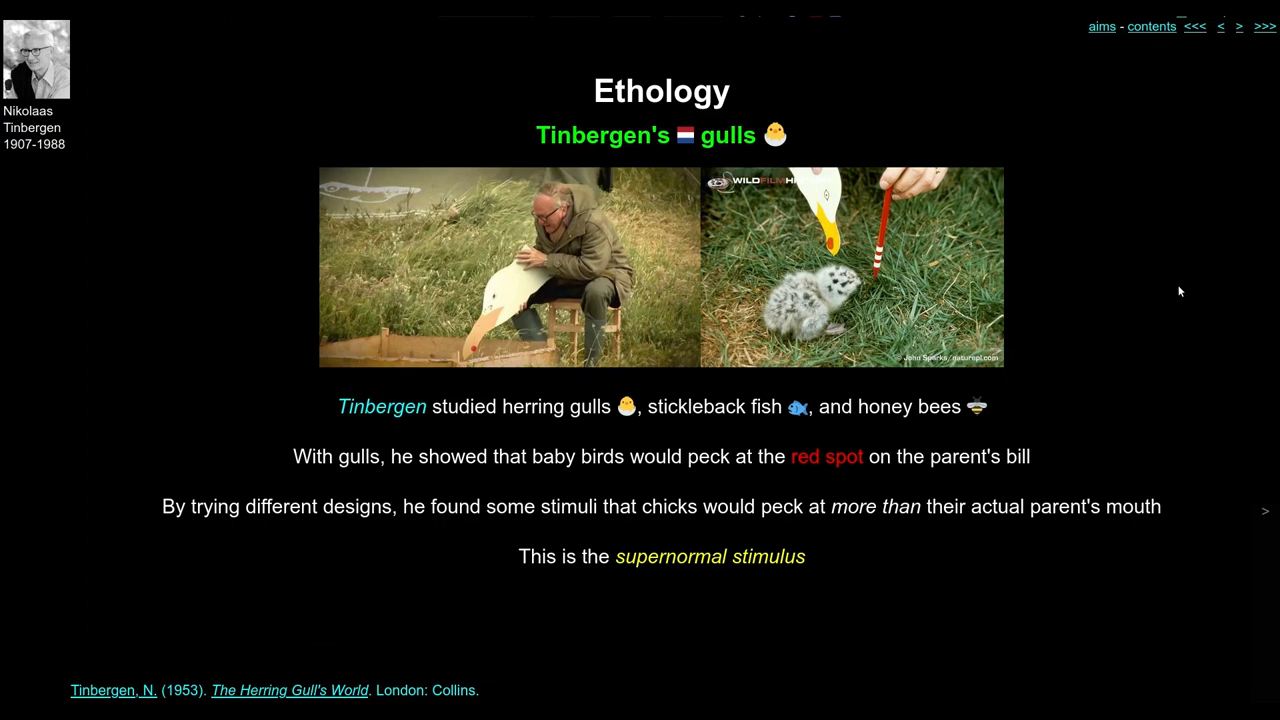 aims - contents <<< < > >>>
Nikolaas
Tinbergen
1907-1988
Ethology
Tinbergen's gulls
WILDFILMH
© John Sparks/naturepl.com
Tinbergen studied herring gulls, stickleback fish, and honey bees
With gulls, he showed that baby birds would peck at the red spot on the parent's bill
By trying different designs, he found some stimuli that chicks would peck at more than their actual parent's mouth
>
This is the supernormal stimulus
Tinbergen, N. (1953). The Herring Gull's World. London: Collins.